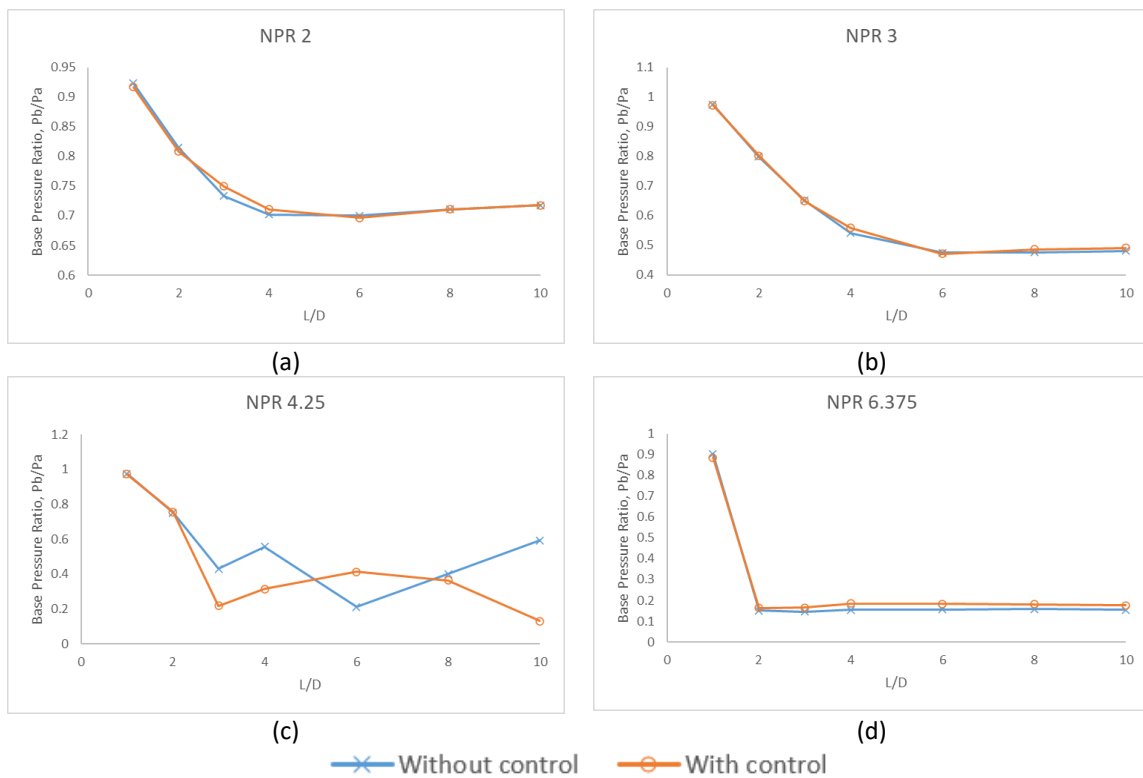 NPR 2
Base Pressure Ratio, Pb/Pa
0.95
0.9
0.85
0.8
0.75
0.7
0.65
0.6
0 2 4 6 8 10
L/D
(a)
NPR 3
Base Pressure Ratio, Pb/Pa
1.1
1
0.9
0.8
0.7
0.6
0.5
0.4
0 2 4 6 8 10
L/D
(b)
NPR 4.25
Base Pressure Ratio, Pb/Pa
1.2
1
0.8
0.6
0.4
0.2
0
0 2 4 6 8 10
L/D
(c)
NPR 6.375
Base Pressure Ratio, Pb/Pa
1
0.9
0.8
0.7
0.6
0.5
0.4
0.3
0.2
0.1
0
0 2 4 6 8 10
L/D
(d)
Without control With control